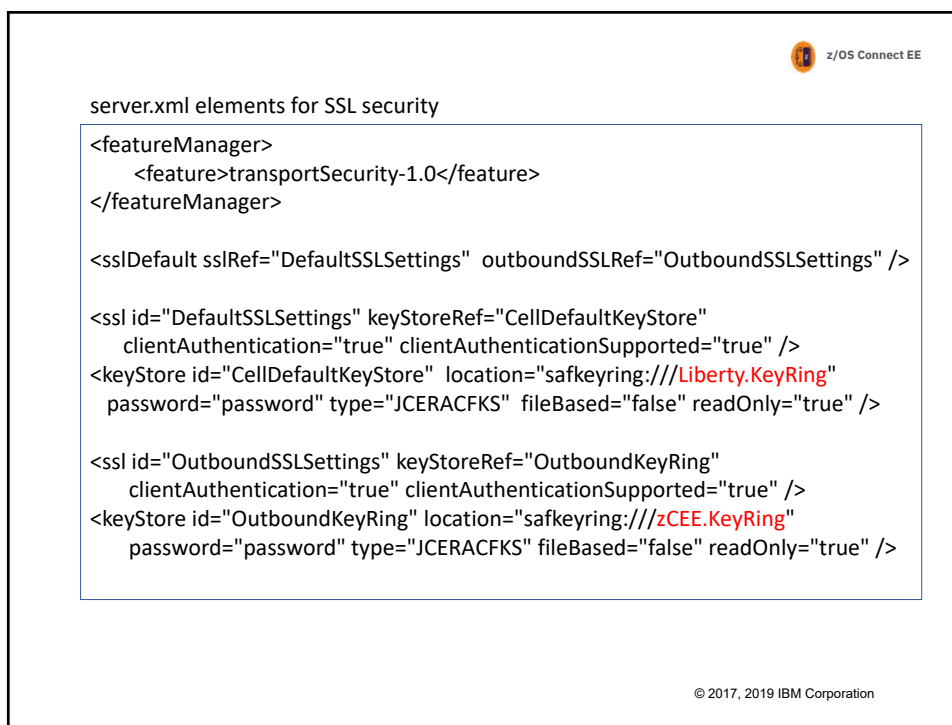 z/OS Connect EE
server.xml elements for SSL security
<featureManager>
<feature>transportSecurity-1.0</feature>
</featureManager>
<sslDefault sslRef="DefaultSSLSettings" outboundSSLRef="OutboundSSLSettings" />
<ssl id="DefaultSSLSettings" keyStoreRef="CellDefaultKeyStore"
clientAuthentication="true" clientAuthenticationSupported="true" />
<keyStore id="CellDefaultKeyStore" location="safkeyring:///Liberty.KeyRing"
password="password" type="JCERACFKS" fileBased="false" readOnly="true" />
<ssl id="OutboundSSLSettings" keyStoreRef="OutboundKeyRing"
clientAuthentication="true" clientAuthenticationSupported="true" />
<keyStore id="OutboundKeyRing" location="safkeyring:///zCEE.KeyRing"
password="password" type="JCERACFKS" fileBased="false" readOnly="true" />
© 2017, 2019 IBM Corporation